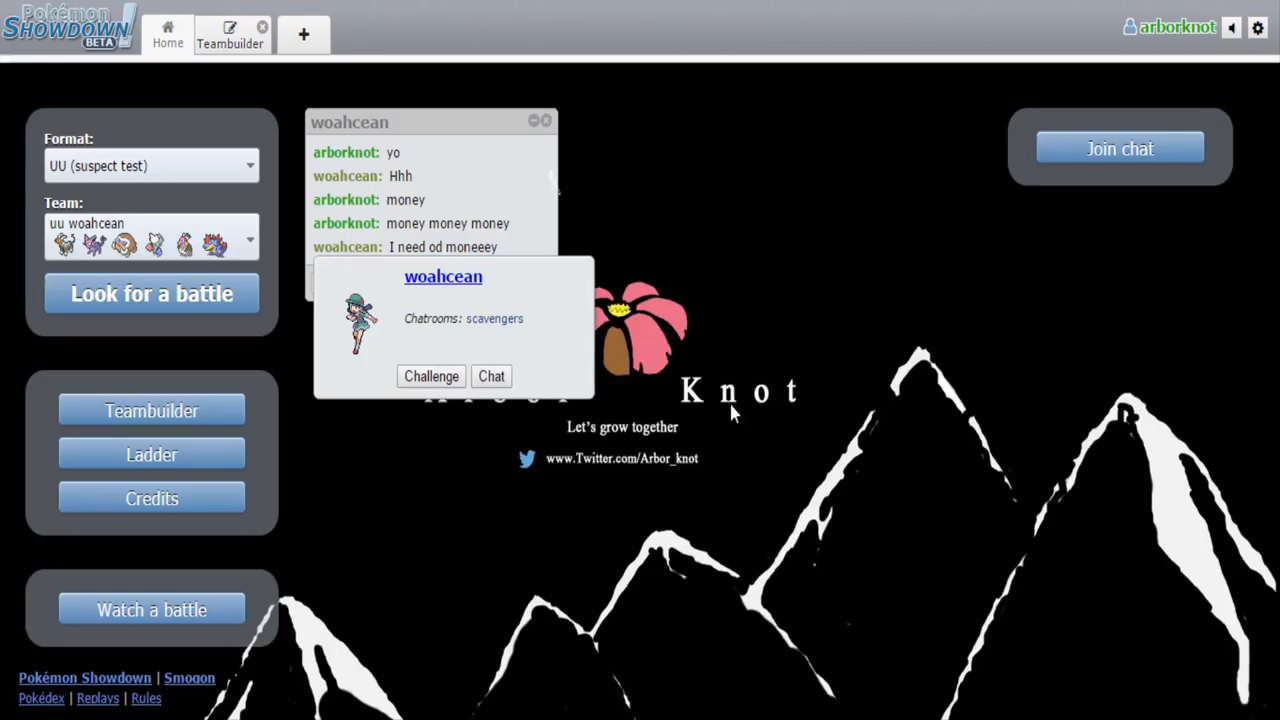 Pokémon
SHOWDOWN!
BETA
Home
Teambuilder
+
arborknot
Format:
UU (suspect test)
Team:
uu woahcean
Look for a battle
Teambuilder
Ladder
Credits
Watch a battle
Pokémon Showdown | Smogon
Pokédex | Replays | Rules
woahcean
arborknot: yo
woahcean: Hhh
arborknot: money
arborknot: money money money
woahcean: I need od moneeey
woahcean
Chatrooms: scavengers
Challenge
Chat
Knot
Let's grow together
www.Twitter.com/Arbor_knot
Join chat